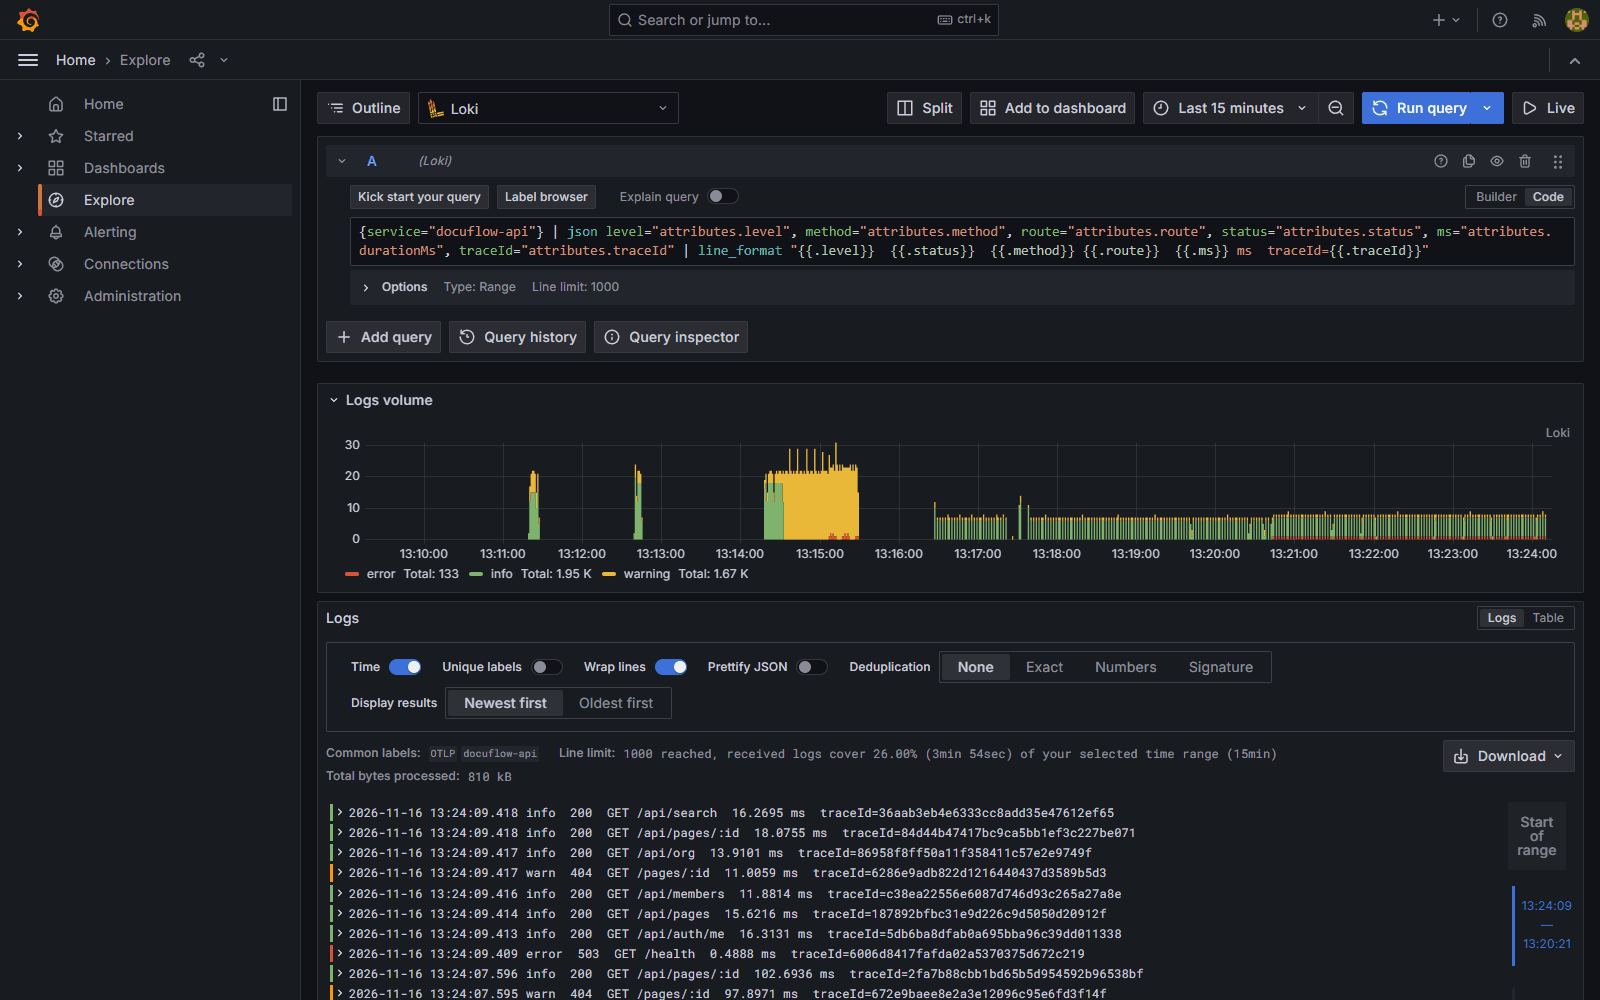 Search or jump to...
ctrl+k
Home › Explore
Home
Starred
Dashboards
Explore
Alerting
Connections
Administration
Outline
Loki
Split
Add to dashboard
Last 15 minutes
Run query
Live
A
(Loki)
Kick start your query
Label browser
Explain query
Builder
Code
{service="docuflow-api"} | json level="attributes.level", method="attributes.method", route="attributes.route", status="attributes.status", ms="attributes.
durationMs", traceId="attributes.traceId" | line_format "{{.level}}  {{.status}}  {{.method}} {{.route}}  {{.ms}} ms  traceId={{.traceId}}"
Options
Type: Range
Line limit: 1000
Add query
Query history
Query inspector
Logs volume
Loki
30
20
10
0
13:10:00
13:11:00
13:12:00
13:13:00
13:14:00
13:15:00
13:16:00
13:17:00
13:18:00
13:19:00
13:20:00
13:21:00
13:22:00
13:23:00
13:24:00
error Total: 133
info Total: 1.95 K
warning Total: 1.67 K
Logs
Logs
Table
Time
Unique labels
Wrap lines
Prettify JSON
Deduplication
None
Exact
Numbers
Signature
Display results
Newest first
Oldest first
Common labels: OTLP docuflow-api
Line limit: 1000 reached, received logs cover 26.00% (3min 54sec) of your selected time range (15min)
Download
Total bytes processed: 810 kB
2026-11-16 13:24:09.418 info  200  GET /api/search  16.2695 ms  traceId=36aab3eb4e6333cc8add35e47612ef65
2026-11-16 13:24:09.418 info  200  GET /api/pages/:id  18.0755 ms  traceId=84d44b47417bc9ca5bb1ef3c227be071
2026-11-16 13:24:09.417 info  200  GET /api/org  13.9101 ms  traceId=86958f8ff50a11f358411c57e2e9749f
2026-11-16 13:24:09.417 warn  404  GET /pages/:id  11.0059 ms  traceId=6286e9adb822d1216440437d3589b5d3
2026-11-16 13:24:09.416 info  200  GET /api/members  11.8814 ms  traceId=c38ea22556e6087d746d93c265a27a8e
2026-11-16 13:24:09.414 info  200  GET /api/pages  15.6216 ms  traceId=187892bfbc31e9d226c9d5050d20912f
2026-11-16 13:24:09.413 info  200  GET /api/auth/me  16.3131 ms  traceId=5db6ba8dfab0a695bba96c39dd011338
2026-11-16 13:24:09.409 error  503  GET /health  0.4888 ms  traceId=6006d8417fafda02a5370375d672c219
2026-11-16 13:24:07.596 info  200  GET /api/pages/:id  102.6936 ms  traceId=2fa7b88cbb1bd65b5d954592b96538bf
2026-11-16 13:24:07.595 warn  404  GET /pages/:id  97.8971 ms  traceId=672e9baee8e2a3e12096c95e6fd3f14f
Start
of
range
13:24:09
—
13:20:21